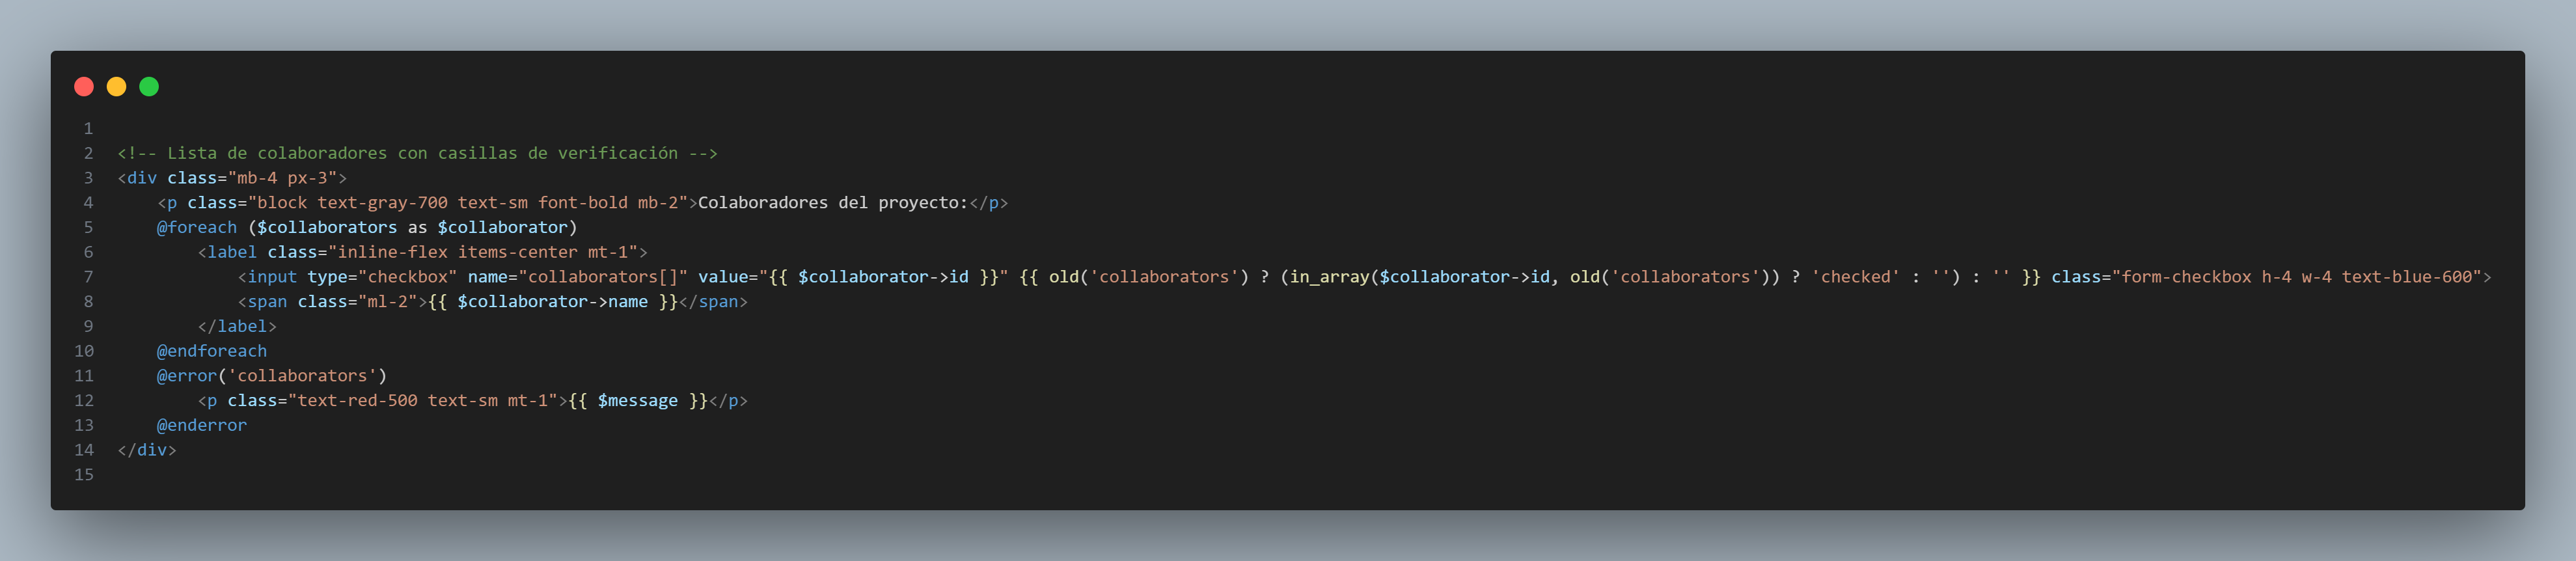 1
2 <!-- Lista de colaboradores con casillas de verificación -->
3 <div class="mb-4 px-3">
4     <p class="block text-gray-700 text-sm font-bold mb-2">Colaboradores del proyecto:</p>
5     @foreach ($collaborators as $collaborator)
6         <label class="inline-flex items-center mt-1">
7             <input type="checkbox" name="collaborators[]" value="{{ $collaborator->id }}" {{ old('collaborators') ? (in_array($collaborator->id, old('collaborators')) ? 'checked' : '') : '' }} class="form-checkbox h-4 w-4 text-blue-600">
8             <span class="ml-2">{{ $collaborator->name }}</span>
9         </label>
10     @endforeach
11     @error('collaborators')
12         <p class="text-red-500 text-sm mt-1">{{ $message }}</p>
13     @enderror
14 </div>
15